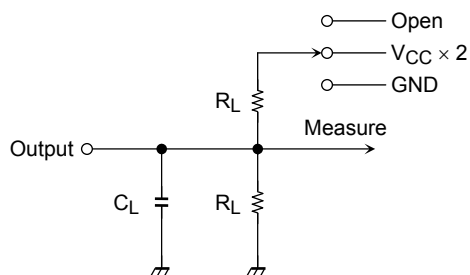 Open
V_CC × 2
GND
R_L
Measure
Output
C_L
R_L